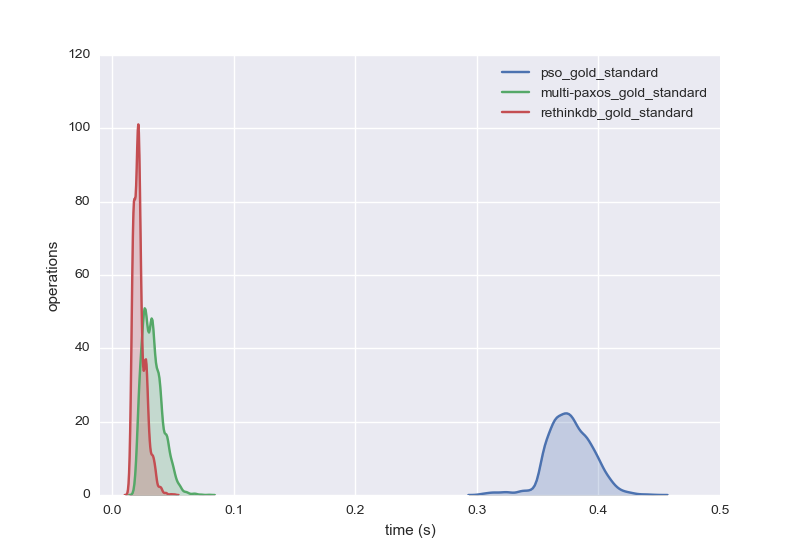 120
100
80
60
40
20
0
operations
0.0 0.1 0.2 0.3 0.4 0.5
time (s)
pso_gold_standard
multi-paxos_gold_standard
rethinkdb_gold_standard